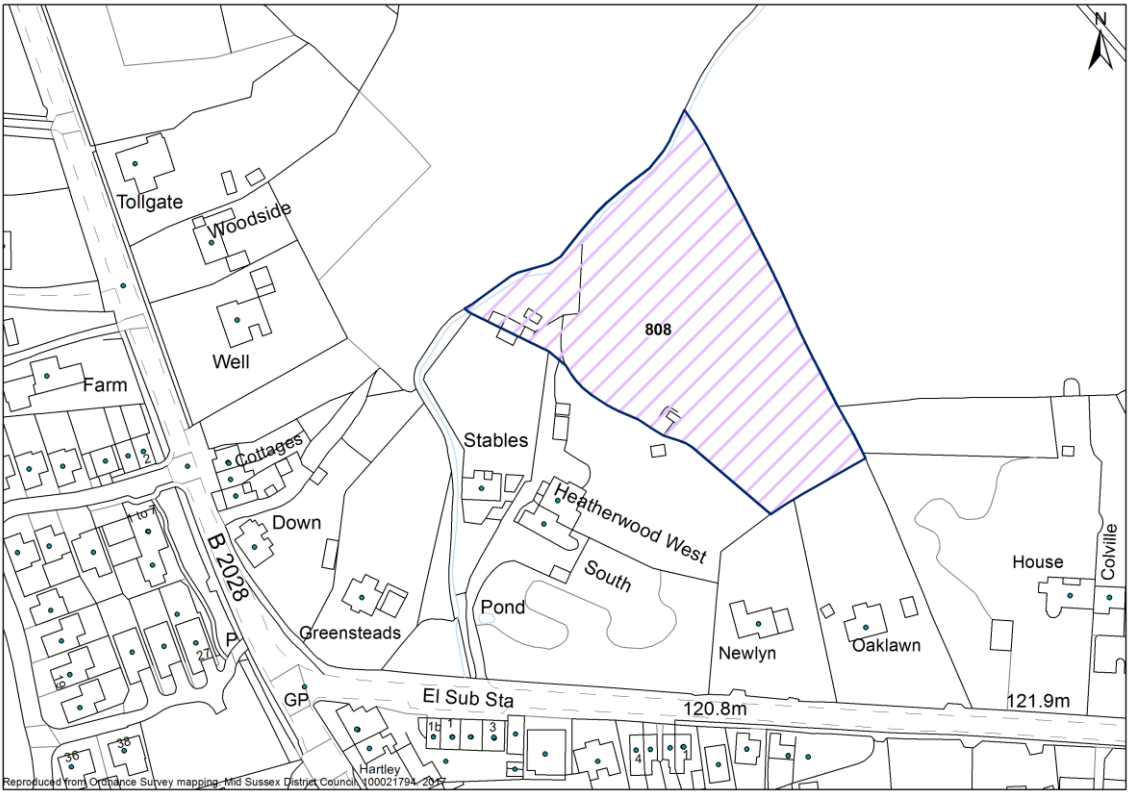 N
Tollgate
Woodside
808
Well
Farm
2
Cottages
Stables
1 to 7
Down
Heatherwood West
B 2028
House
Colville
South
Pond
Greensteads
P
27
Newlyn
Oaklawn
19
GP
El Sub Sta
120.8m
121.9m
1b
1
3
4
1
36
38
Hartley
Reproduced from Ordnance Survey mapping. Mid Sussex District Council. 100021794. 2017